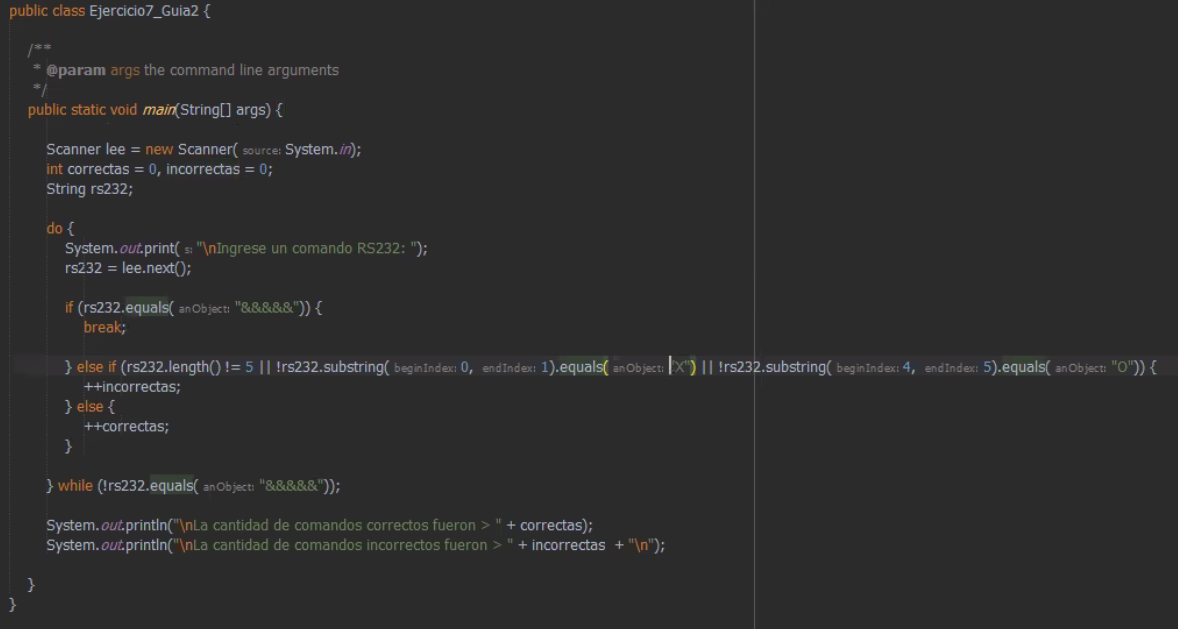 public class Ejercicio7_Guia2 {
/**
* @param args the command line arguments
*/
public static void main(String[] args) {
Scanner lee = new Scanner( source: System.in);
int correctas = 0, incorrectas = 0;
String rs232;
do {
System.out.print( s: "\nIngrese un comando RS232: ");
rs232 = lee.next();
if (rs232.equals( anObject: "&&&&&")) {
break;
} else if (rs232.length() != 5 || !rs232.substring( beginIndex: 0, endIndex: 1).equals( anObject: "X") || !rs232.substring( beginIndex: 4, endIndex: 5).equals( anObject: "O")) {
++incorrectas;
} else {
++correctas;
}
} while (!rs232.equals( anObject: "&&&&&"));
System.out.println("\nLa cantidad de comandos correctos fueron > " + correctas);
System.out.println("\nLa cantidad de comandos incorrectos fueron > " + incorrectas + "\n");
}
}